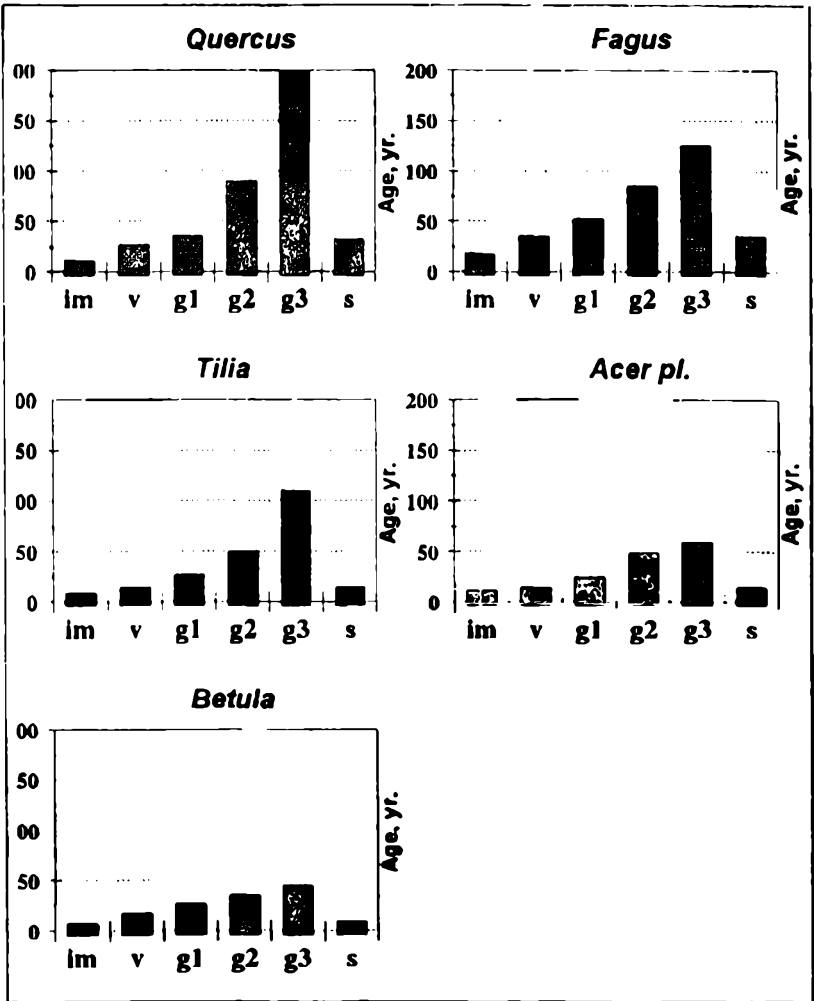 Quercus
00
50
00
50
0
im v g1 g2 g3 s
Age, yr.
Fagus
200
150
100
50
0
im v g1 g2 g3 s
Age, yr.
Tilia
00
50
00
50
0
im v g1 g2 g3 s
Age, yr.
Acer pl.
200
150
100
50
0
im v g1 g2 g3 s
Age, yr.
Betula
00
50
00
50
0
im v g1 g2 g3 s
Age, yr.